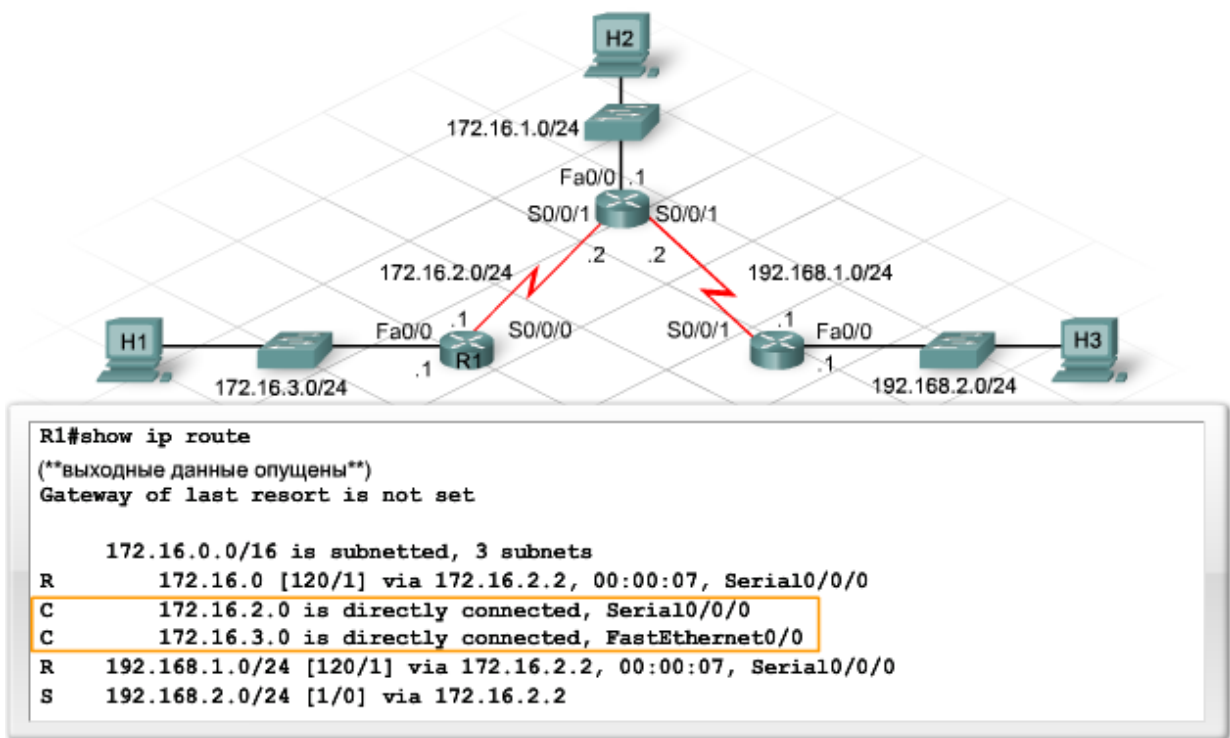 H2
172.16.1.0/24
Fa0/0 .1
S0/0/1 S0/0/1
.2 .2
172.16.2.0/24 192.168.1.0/24
H1 Fa0/0 .1 S0/0/0 S0/0/1 .1 Fa0/0 H3
.1 R1 .1
172.16.3.0/24 192.168.2.0/24
R1#show ip route
(**выходные данные опущены**)
Gateway of last resort is not set
172.16.0.0/16 is subnetted, 3 subnets
R 172.16.0 [120/1] via 172.16.2.2, 00:00:07, Serial0/0/0
C 172.16.2.0 is directly connected, Serial0/0/0
C 172.16.3.0 is directly connected, FastEthernet0/0
R 192.168.1.0/24 [120/1] via 172.16.2.2, 00:00:07, Serial0/0/0
S 192.168.2.0/24 [1/0] via 172.16.2.2